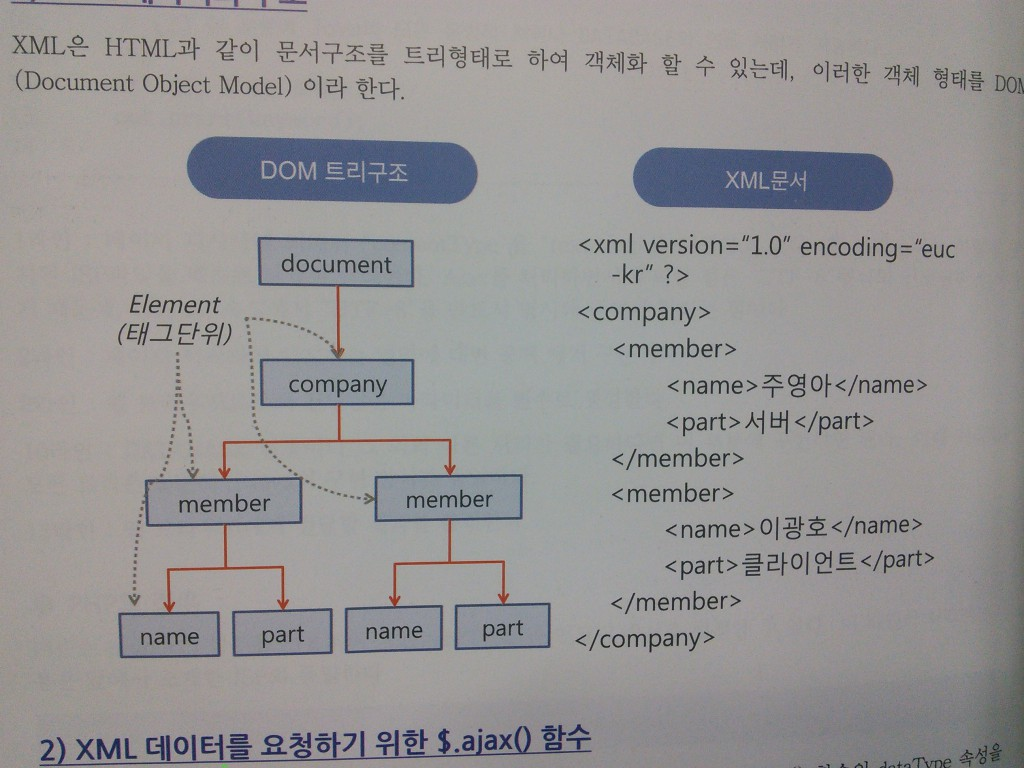 XML은 HTML과 같이 문서구조를 트리형태로 하여 객체화 할 수 있는데, 이러한 객체 형태를 DOM
(Document Object Model) 이라 한다.
DOM 트리구조
document
Element
(태그단위)
company
member member
name part name part
XML문서
<xml version=“1.0” encoding=“euc
-kr” ?>
<company>
<member>
<name>주영아</name>
<part>서버</part>
</member>
<member>
<name>이광호</name>
<part>클라이언트</part>
</member>
</company>
2) XML 데이터를 요청하기 위한 $.ajax() 함수
dataType 속성을